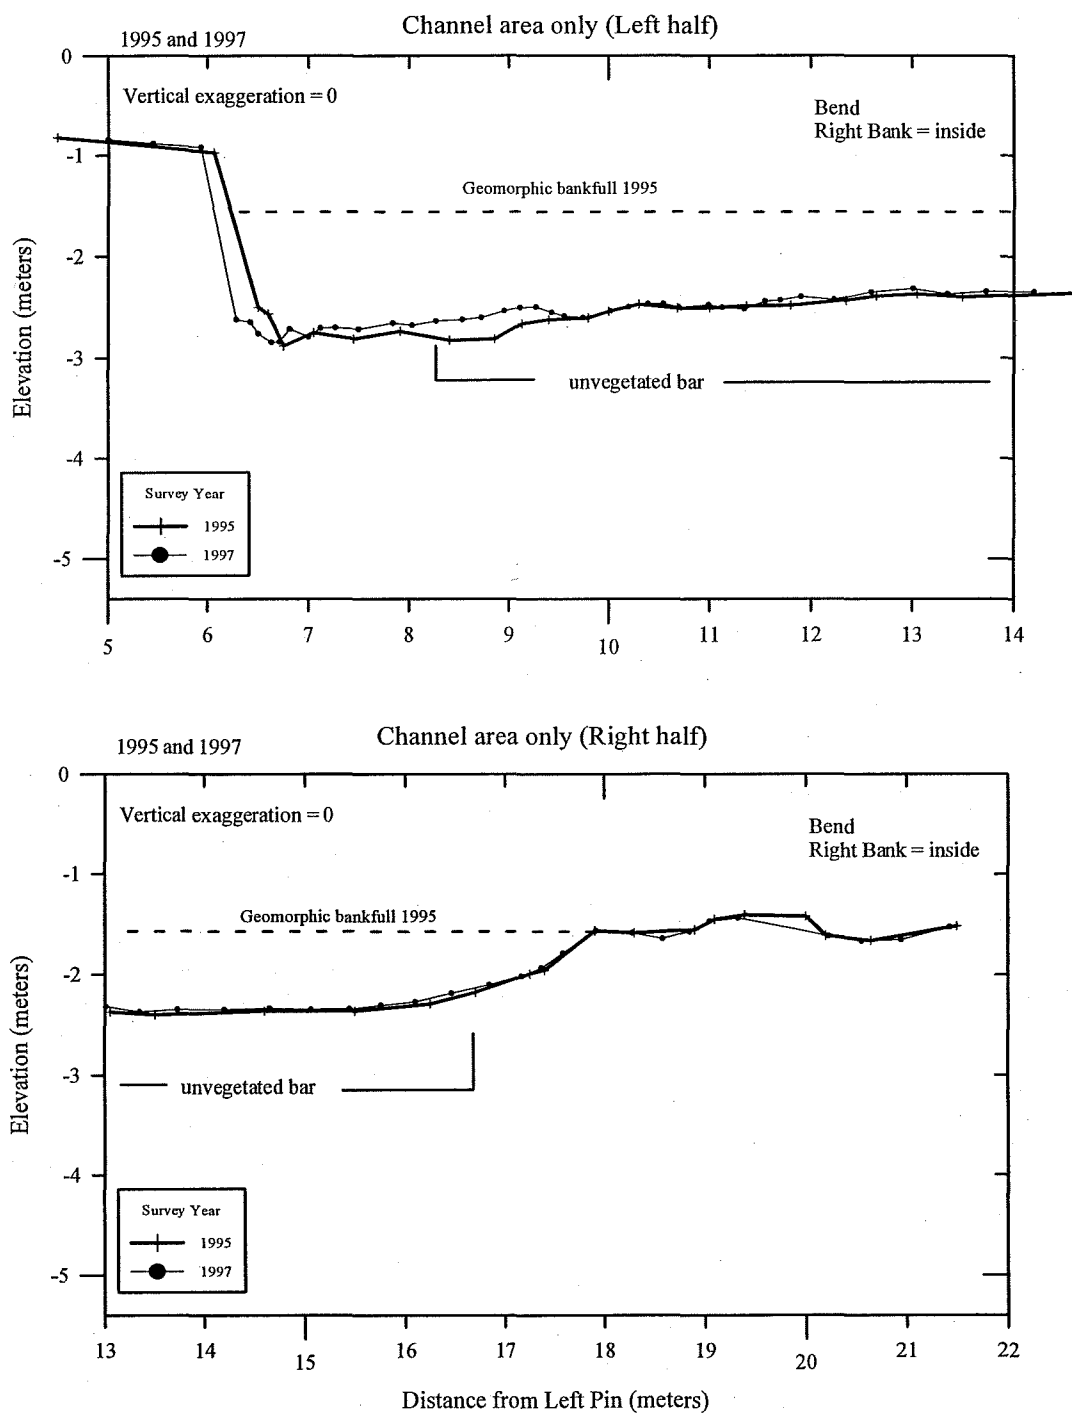 Channel area only (Left half)
1995 and 1997
0
Vertical exaggeration = 0
Bend
Right Bank = inside
-1
Geomorphic bankfull 1995
-2
Elevation (meters)
-3
unvegetated bar
-4
Survey Year
1995
1997
-5
5 6 7 8 9 10 11 12 13 14
Channel area only (Right half)
1995 and 1997
0
Vertical exaggeration = 0
Bend
Right Bank = inside
-1
Geomorphic bankfull 1995
-2
Elevation (meters)
-3
unvegetated bar
-4
Survey Year
1995
1997
-5
13 14 15 16 17 18 19 20 21 22
Distance from Left Pin (meters)